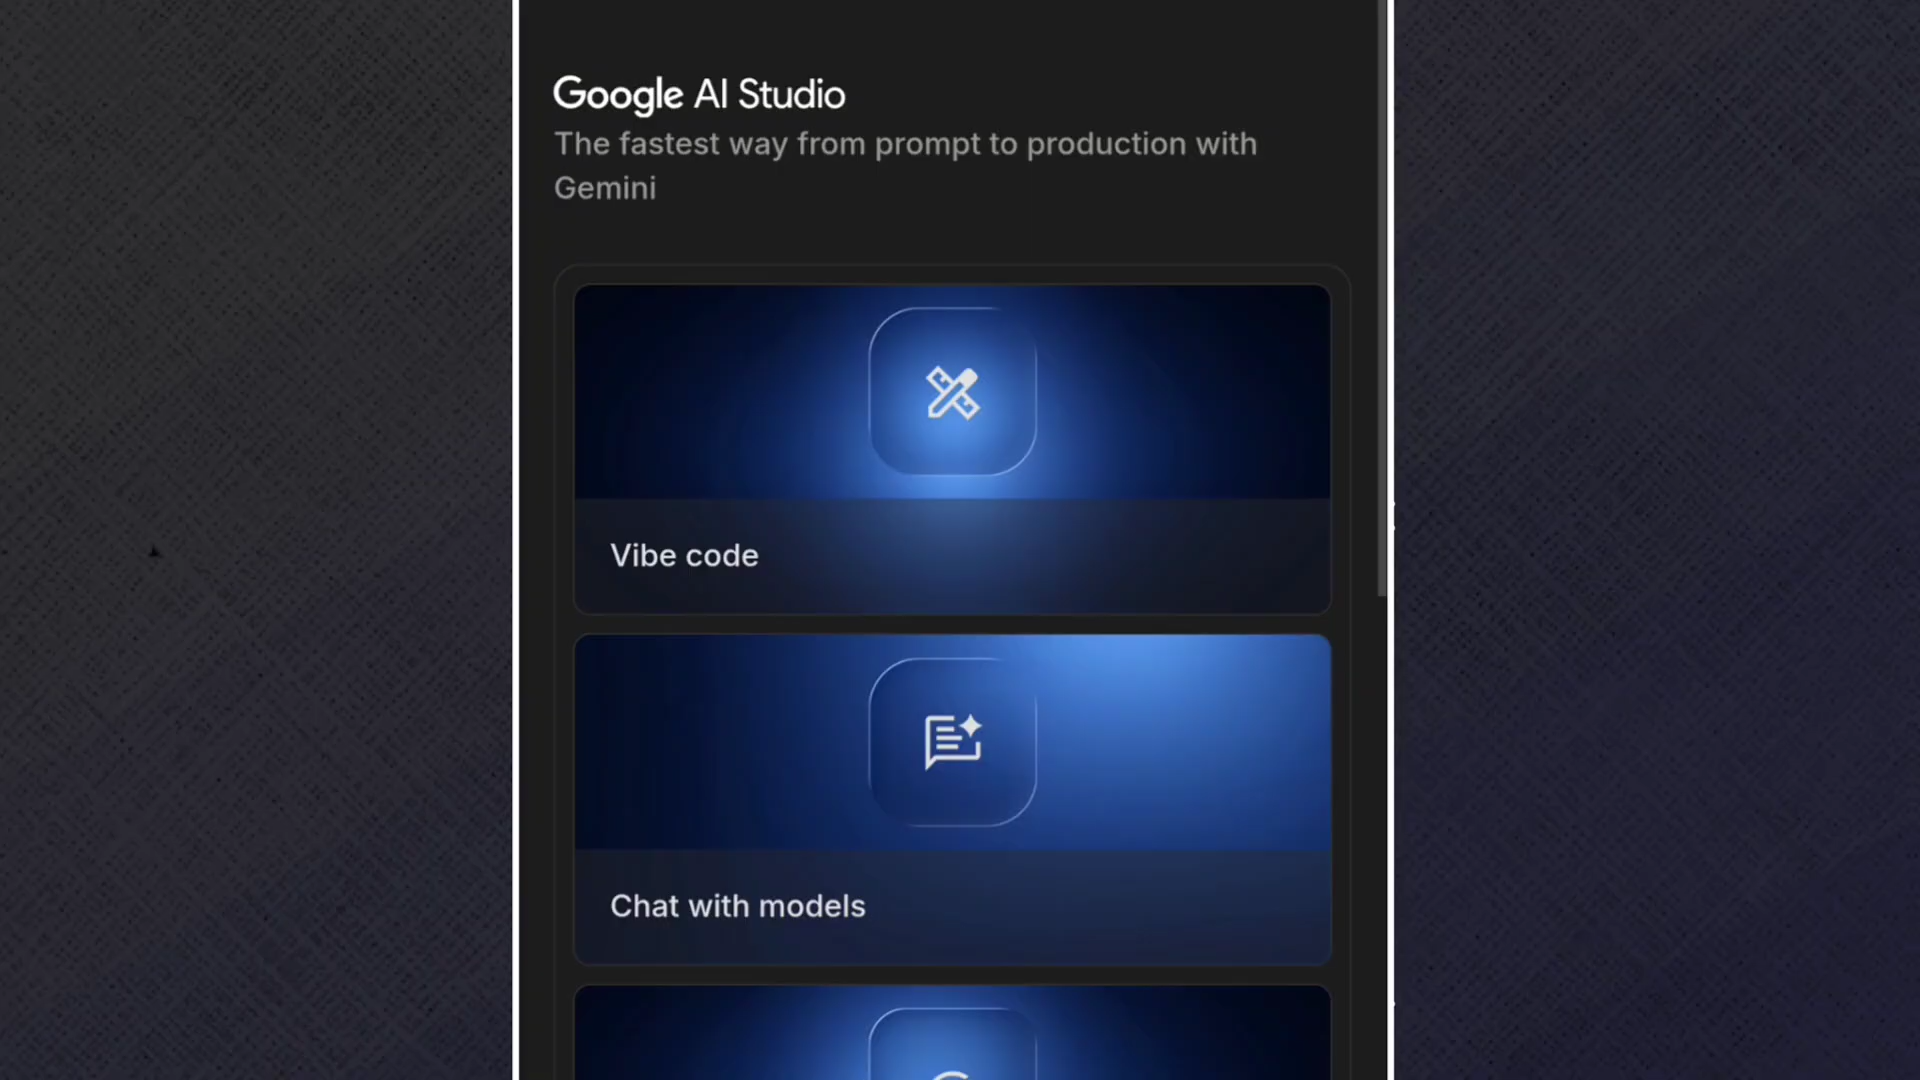 Google AI Studio
The fastest way from prompt to production with
Gemini
Vibe code
Chat with models